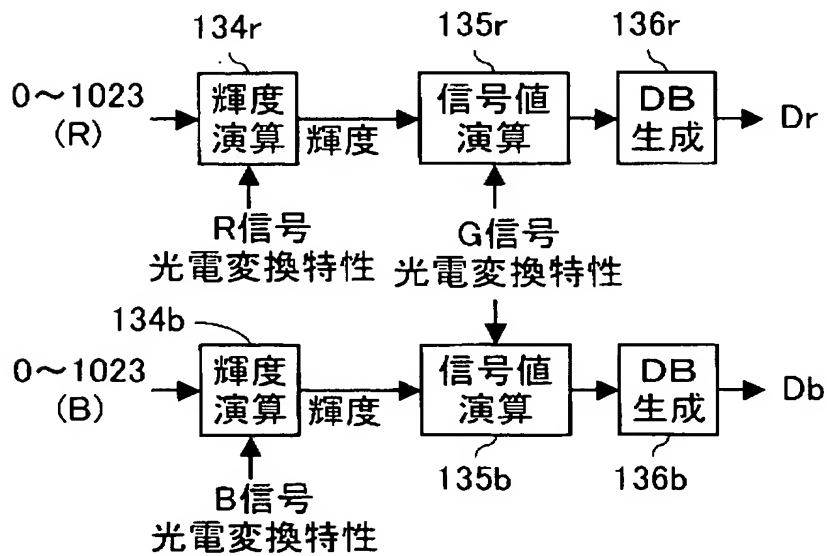 134r
135r
136r
0～1023
(R)
輝度
演算
輝度
信号値
演算
DB
生成
Dr
R信号
光電変換特性
G信号
光電変換特性
134b
0～1023
(B)
輝度
演算
輝度
信号値
演算
DB
生成
Db
135b
136b
B信号
光電変換特性